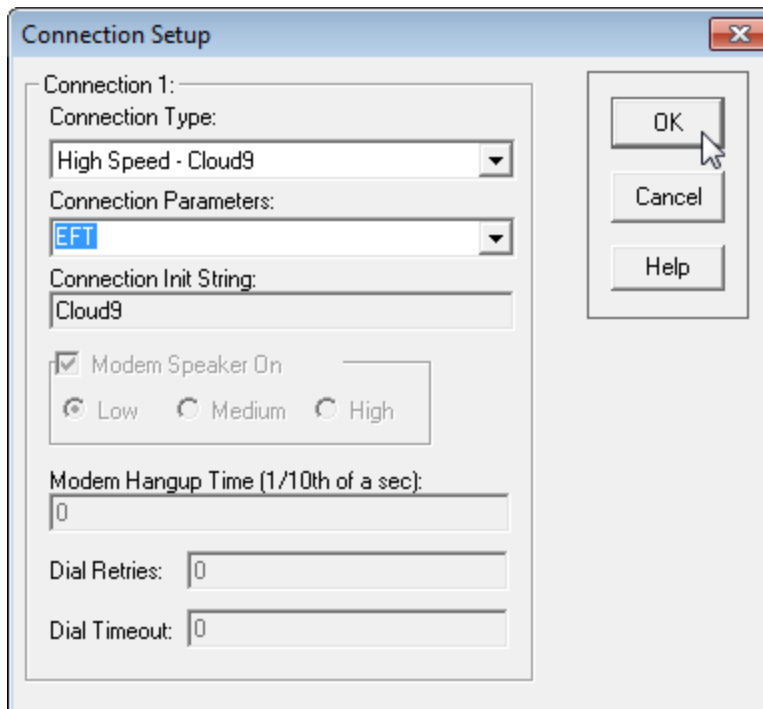 Connection Setup
Connection 1:
Connection Type:
High Speed - Cloud9
Connection Parameters:
EFT
Connection Init String:
Cloud9
Modem Speaker On
Low Medium High
Modem Hangup Time (1/10th of a sec):
0
Dial Retries: 0
Dial Timeout: 0
OK
Cancel
Help